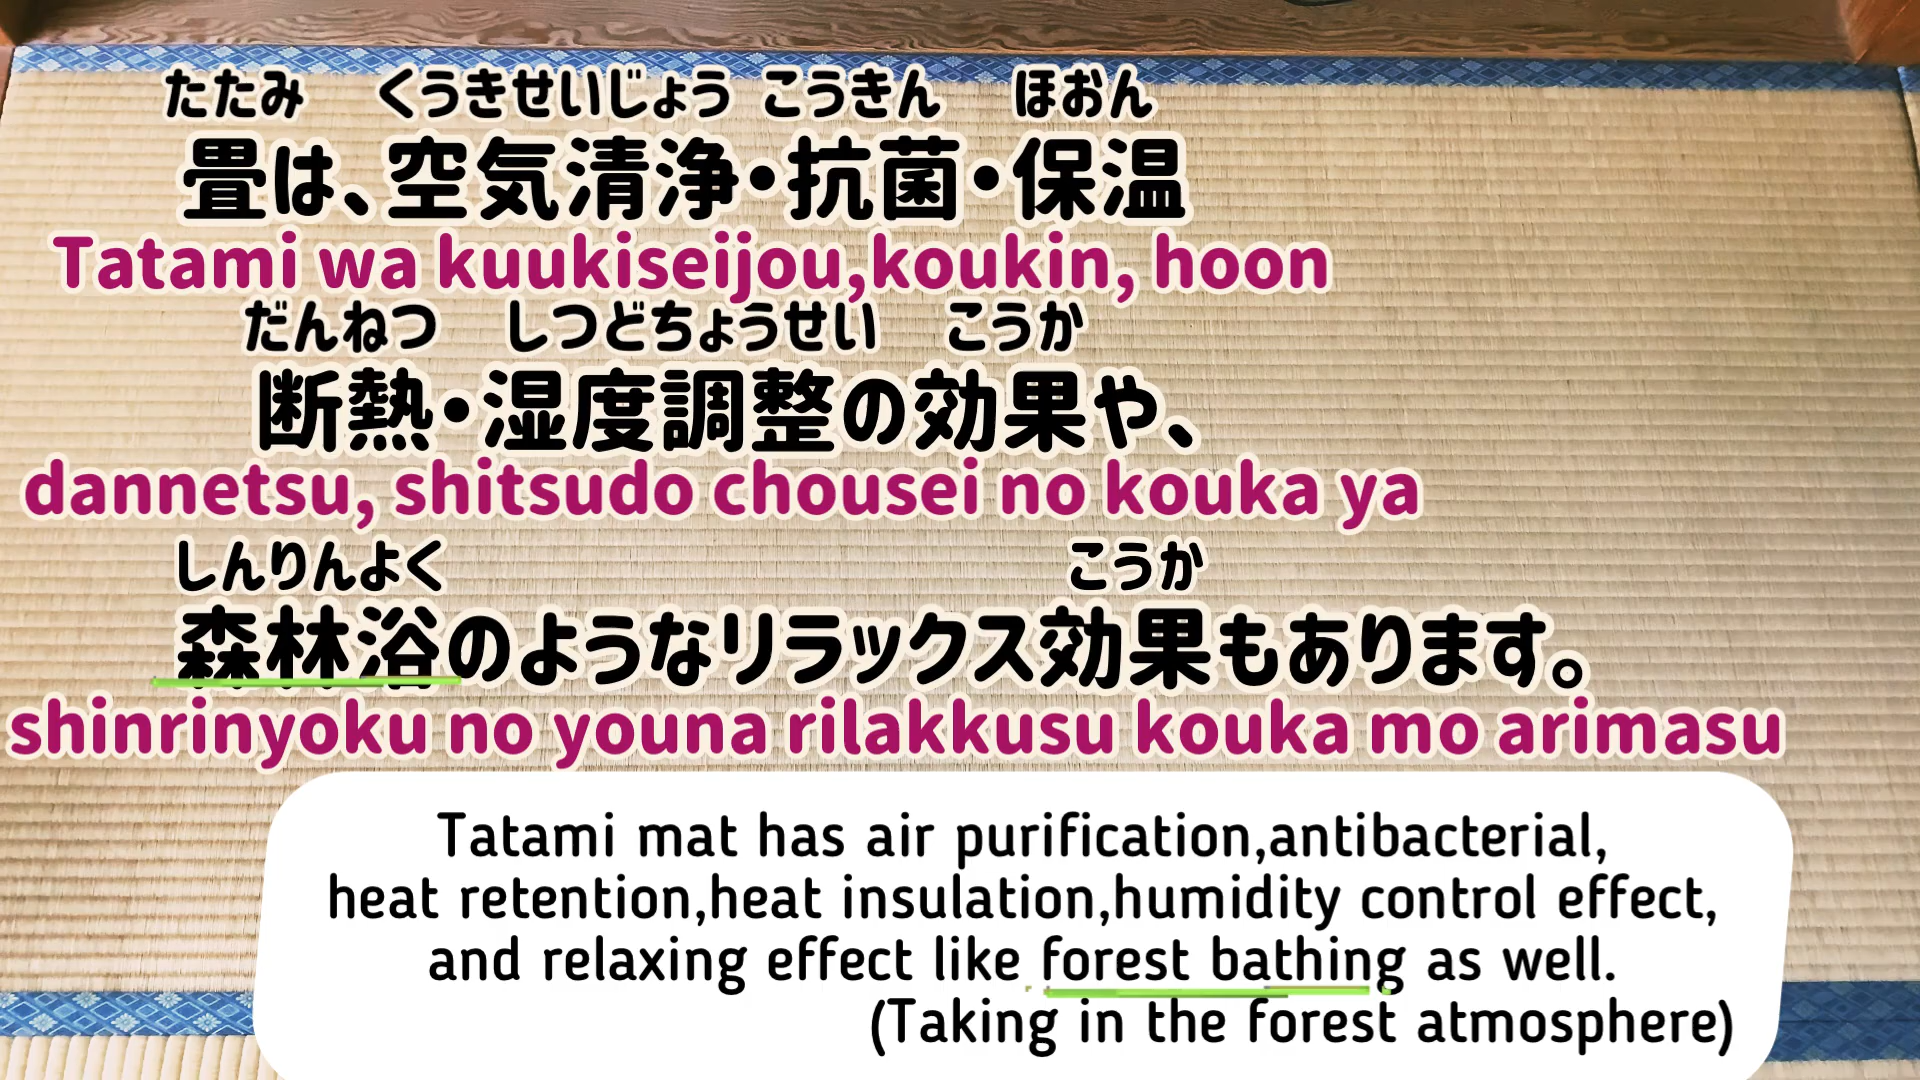 たたみ くうきせいじょう こうきん ほおん
畳は、空気清浄・抗菌・保温
Tatami wa kuukiseijou,koukin, hoon
だんねつ しつどちょうせい こうか
断熱・湿度調整の効果や、
dannetsu, shitsudo chousei no kouka ya
しんりんよく こうか
森林浴のようなリラックス効果もあります。
shinrinyoku no youna rilakkusu kouka mo arimasu
Tatami mat has air purification,antibacterial,
heat retention,heat insulation,humidity control effect,
and relaxing effect like forest bathing as well.
(Taking in the forest atmosphere)